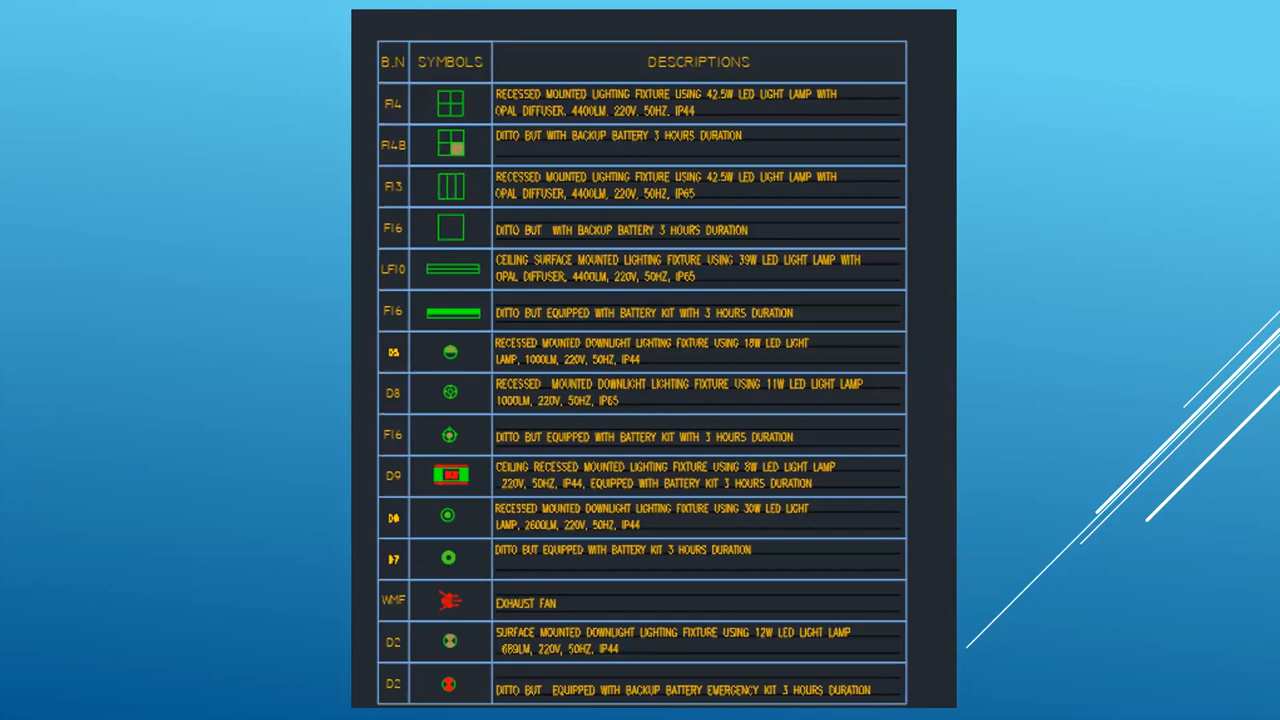 B.N SYMBOLS DESCRIPTIONS
F14 RECESSED MOUNTED LIGHTING FIXTURE USING 42.5W LED LIGHT LAMP WITH
OPAL DIFFUSER, 4400LM, 220V, 50HZ, IP44
F14B DITTO BUT WITH BACKUP BATTERY 3 HOURS DURATION
F13 RECESSED MOUNTED LIGHTING FIXTURE USING 42.5W LED LIGHT LAMP WITH
OPAL DIFFUSER, 4400LM, 220V, 50HZ, IP65
F16 DITTO BUT WITH BACKUP BATTERY 3 HOURS DURATION
LF10 CEILING SURFACE MOUNTED LIGHTING FIXTURE USING 39W LED LIGHT LAMP WITH
OPAL DIFFUSER, 4400LM, 220V, 50HZ, IP65
F16 DITTO BUT EQUIPPED WITH BATTERY KIT WITH 3 HOURS DURATION
D5 RECESSED MOUNTED DOWNLIGHT LIGHTING FIXTURE USING 18W LED LIGHT
LAMP, 1000LM, 220V, 50HZ, IP44
D8 RECESSED MOUNTED DOWNLIGHT LIGHTING FIXTURE USING 11W LED LIGHT LAMP
1000LM, 220V, 50HZ, IP65
F16 DITTO BUT EQUIPPED WITH BATTERY KIT WITH 3 HOURS DURATION
D9 CEILING RECESSED MOUNTED LIGHTING FIXTURE USING 8W LED LIGHT LAMP
220V, 50HZ, IP44, EQUIPPED WITH BATTERY KIT 3 HOURS DURATION
D6 RECESSED MOUNTED DOWNLIGHT LIGHTING FIXTURE USING 30W LED LIGHT
LAMP, 2600LM, 220V, 50HZ, IP44
D7 DITTO BUT EQUIPPED WITH BATTERY KIT 3 HOURS DURATION
WMF EXHAUST FAN
D2 SURFACE MOUNTED DOWNLIGHT LIGHTING FIXTURE USING 12W LED LIGHT LAMP
689LM, 220V, 50HZ, IP44
D2 DITTO BUT EQUIPPED WITH BACKUP BATTERY EMERGENCY KIT 3 HOURS DURATION